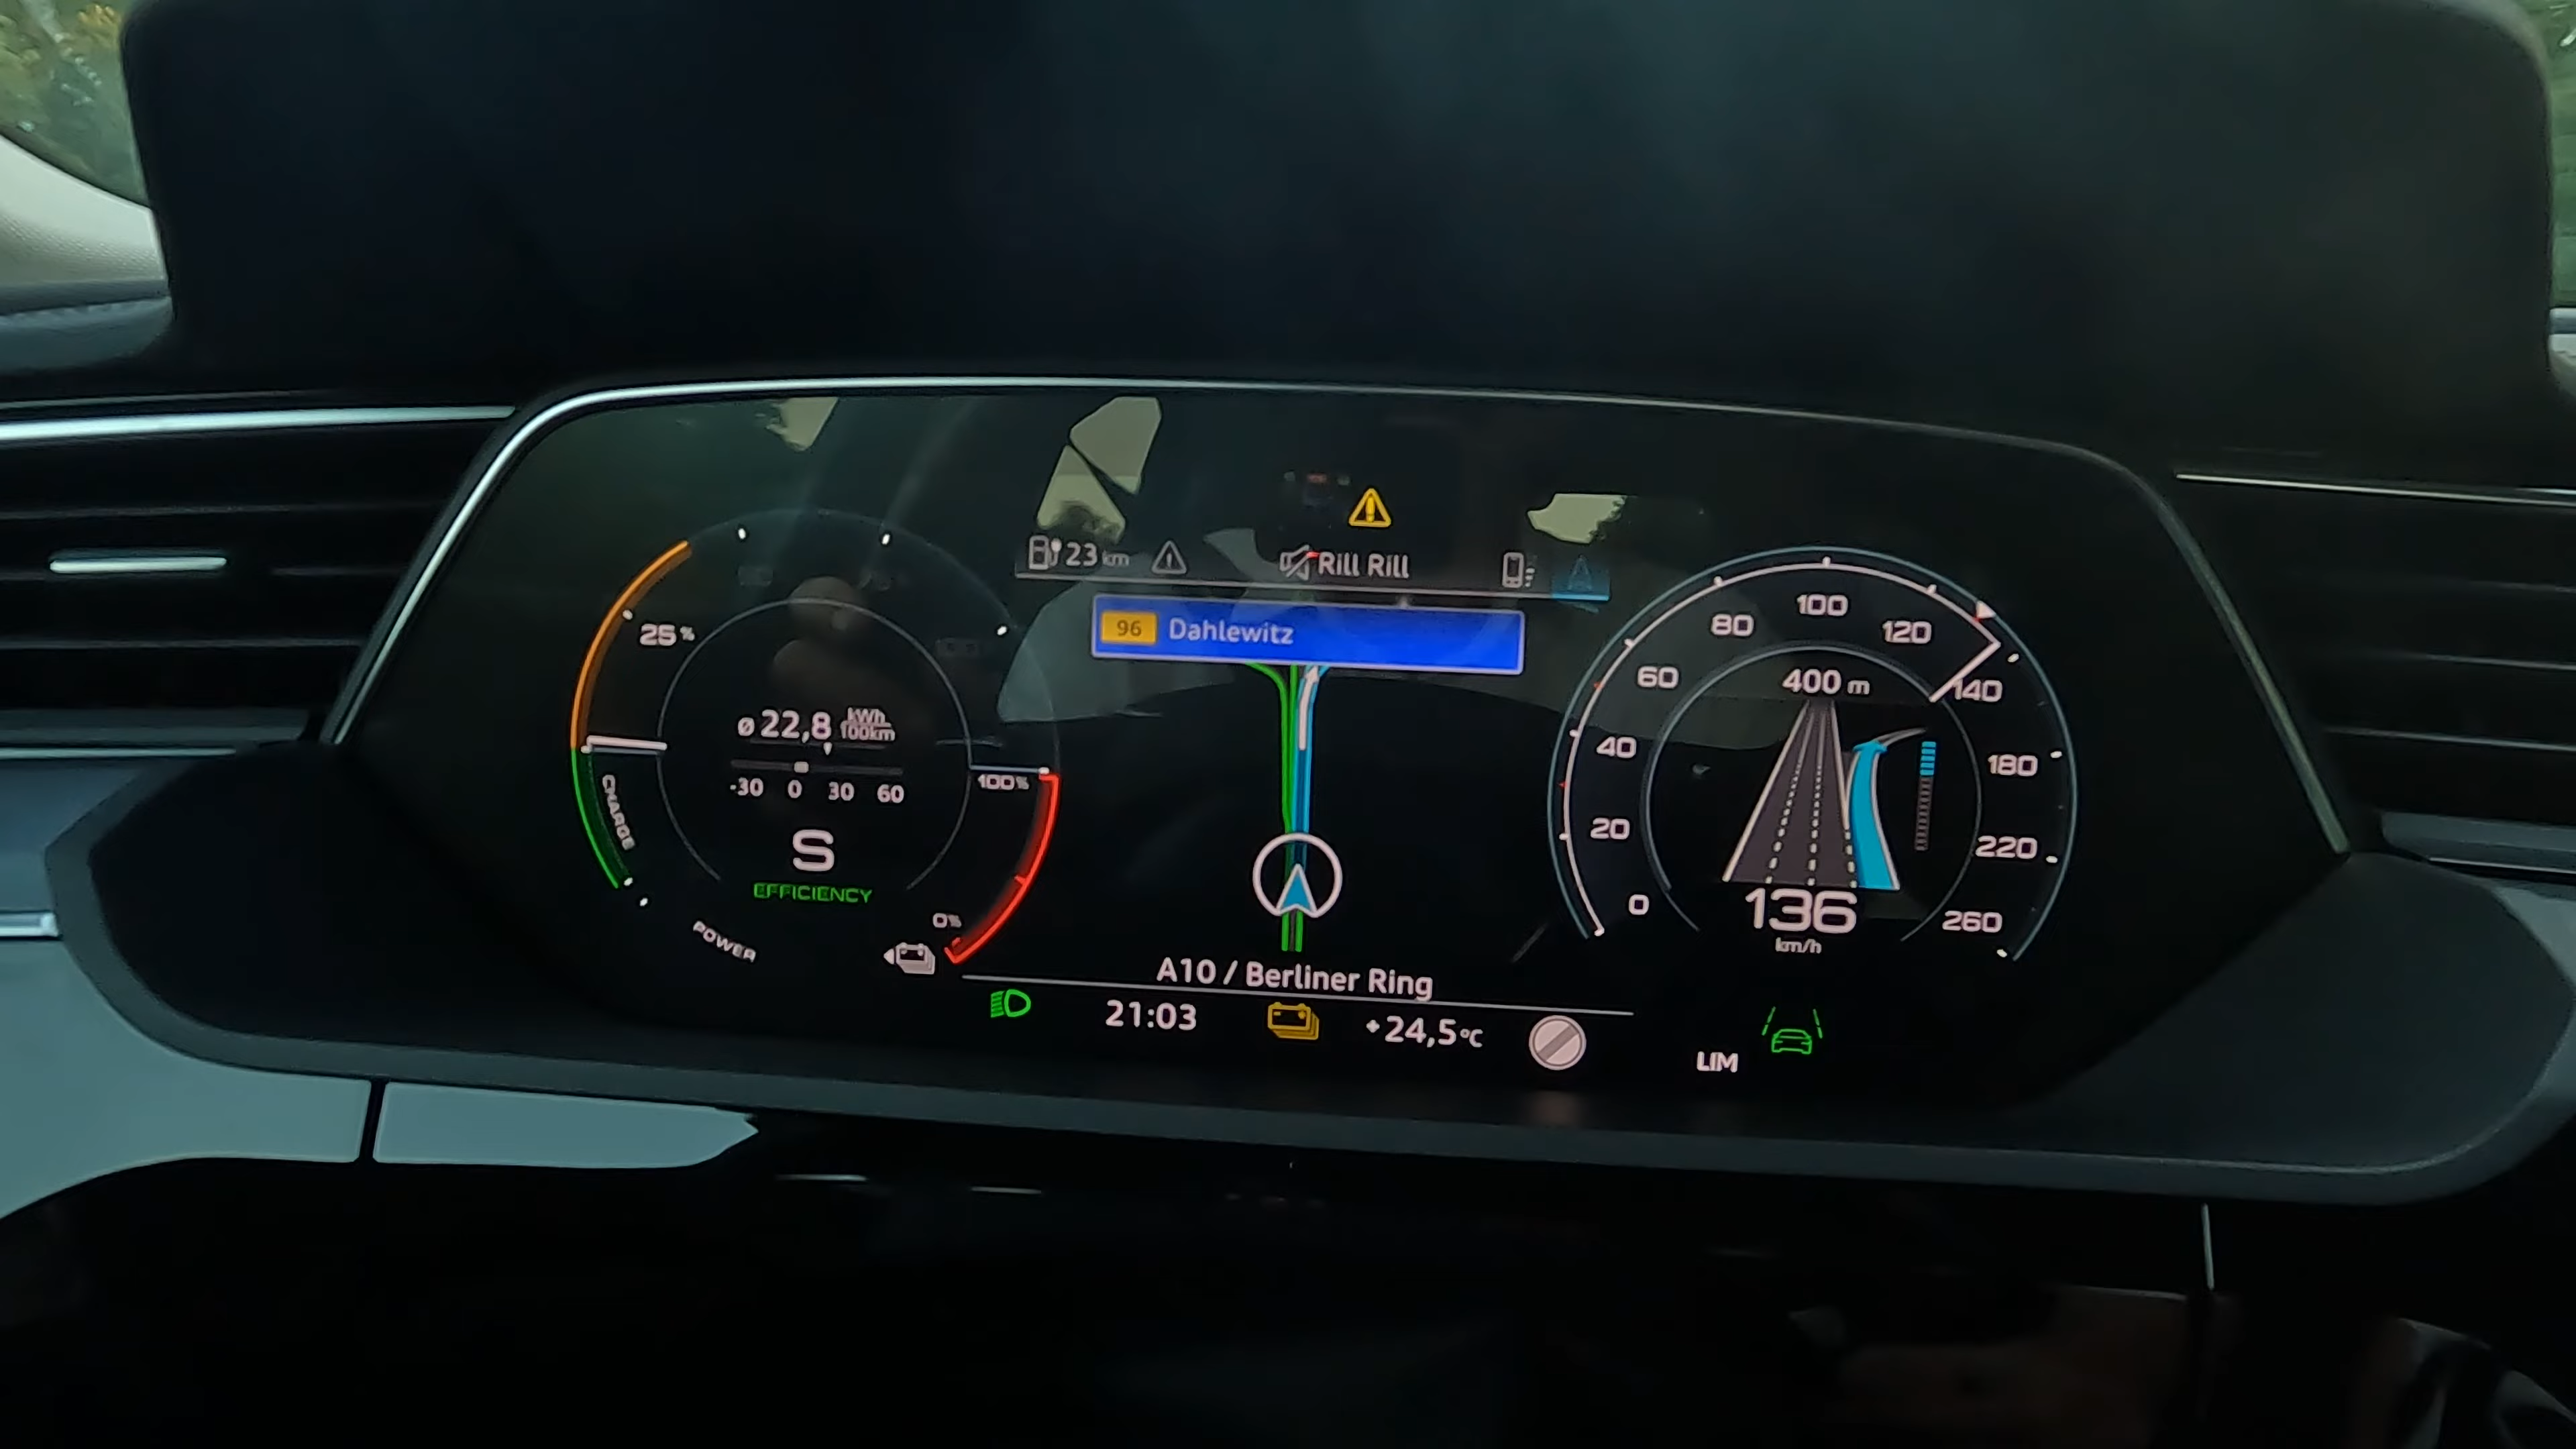 23 km
Rill Rill
96 Dahlewitz
25%
ø 22,8 kWh/100km
-30 0 30 60
S
EFFICIENCY
CHARGE
POWER
100%
0%
A10 / Berliner Ring
21:03
+24,5°C
0
20
40
60
80
100
120
140
180
220
260
400 m
136
km/h
LIM